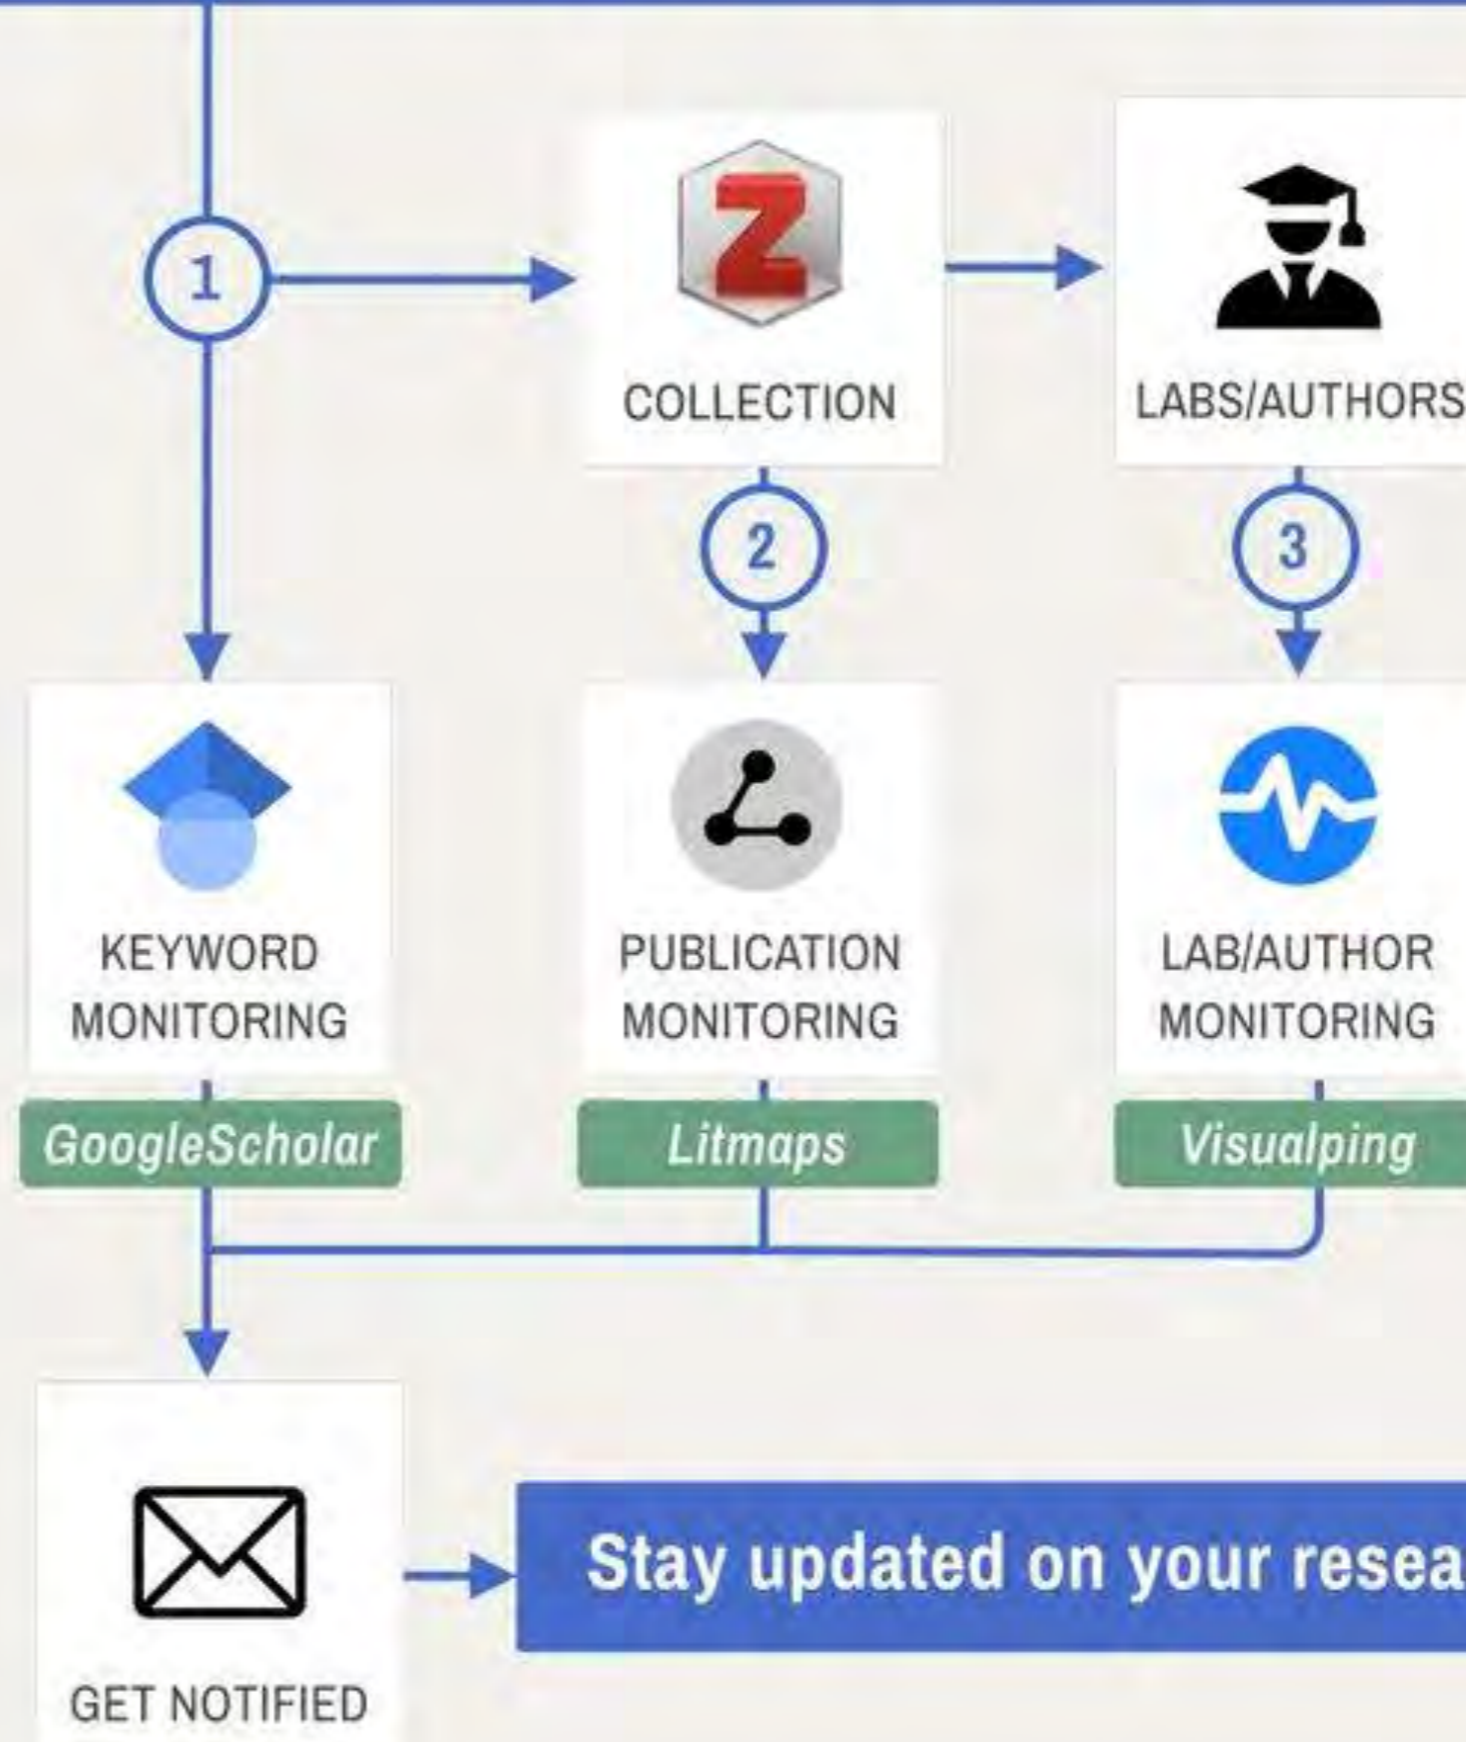 1
Z
COLLECTION
LABS/AUTHORS
2
3
KEYWORD
MONITORING
PUBLICATION
MONITORING
LAB/AUTHOR
MONITORING
GoogleScholar
Litmaps
Visualping
Stay updated on your resea
GET NOTIFIED